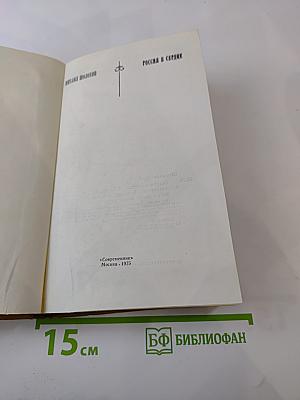 МИХАИЛ ШОЛОХОВ
РОССИЯ В СЕРДЦЕ
«Современник»
Москва - 1975
15 см
БФ БИБЛИОФАН